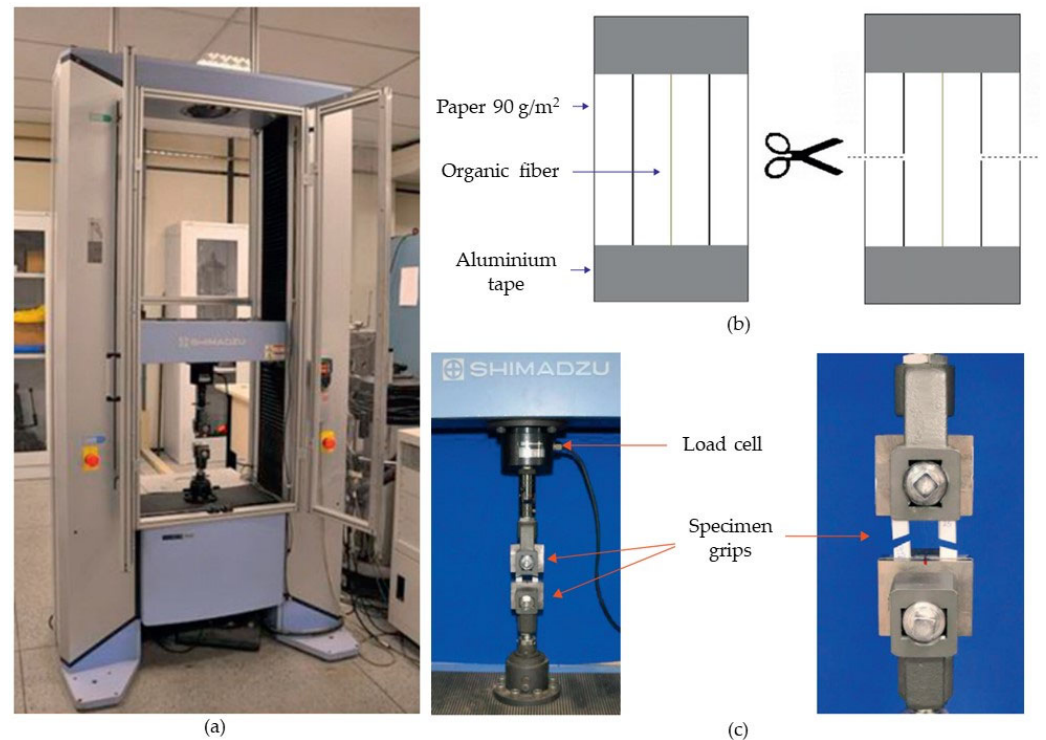 Paper 90 g/m²
Organic fiber
Aluminium
tape
(b)
SHIMADZU
(a)
SHIMADZU
Load cell
Specimen
grips
(c)